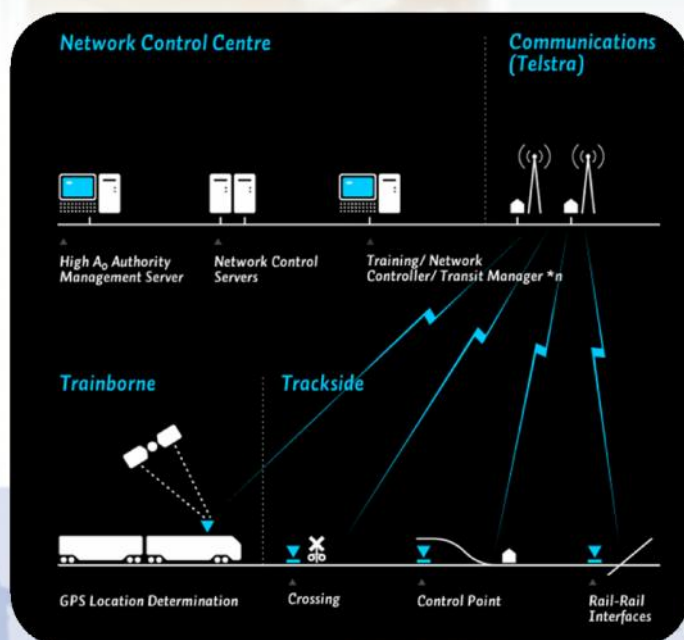 Network Control Centre
Communications
(Telstra)
High Ao Authority
Management Server
Network Control
Servers
Training/ Network
Controller/ Transit Manager *n
Trainborne
Trackside
GPS Location Determination
Crossing
Control Point
Rail-Rail
Interfaces